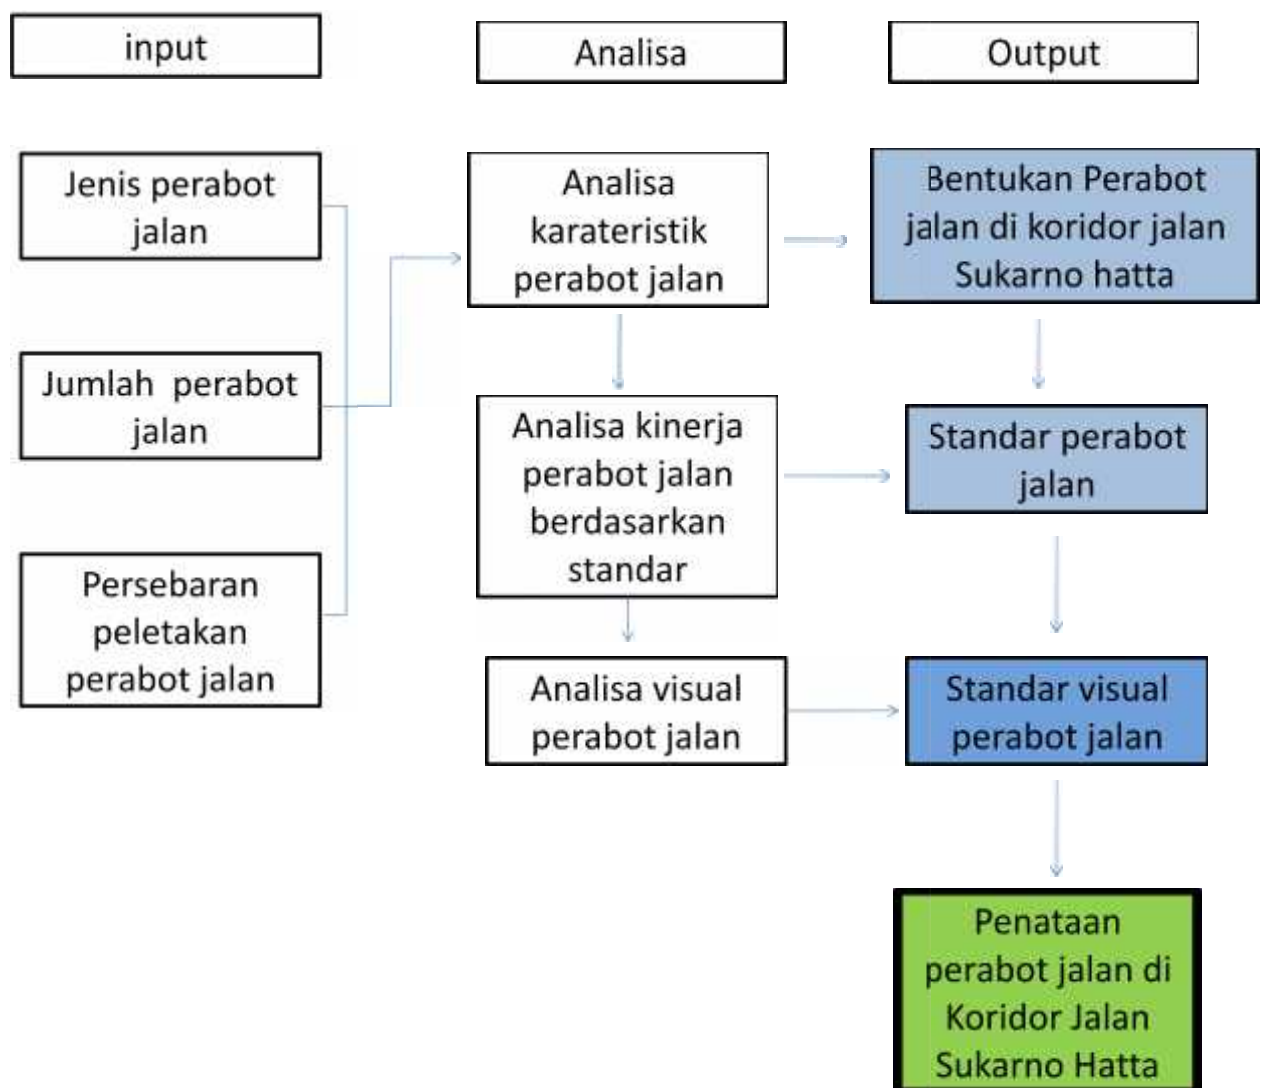 input
Analisa
Output
Jenis perabot
jalan
Jumlah perabot
jalan
Persebaran
peletakan
perabot jalan
Analisa
karateristik
perabot jalan
Analisa kinerja
perabot jalan
berdasarkan
standar
Analisa visual
perabot jalan
Bentukan Perabot
jalan di koridor jalan
Sukarno hatta
Standar perabot
jalan
Standar visual
perabot jalan
Penataan
perabot jalan di
Koridor Jalan
Sukarno Hatta